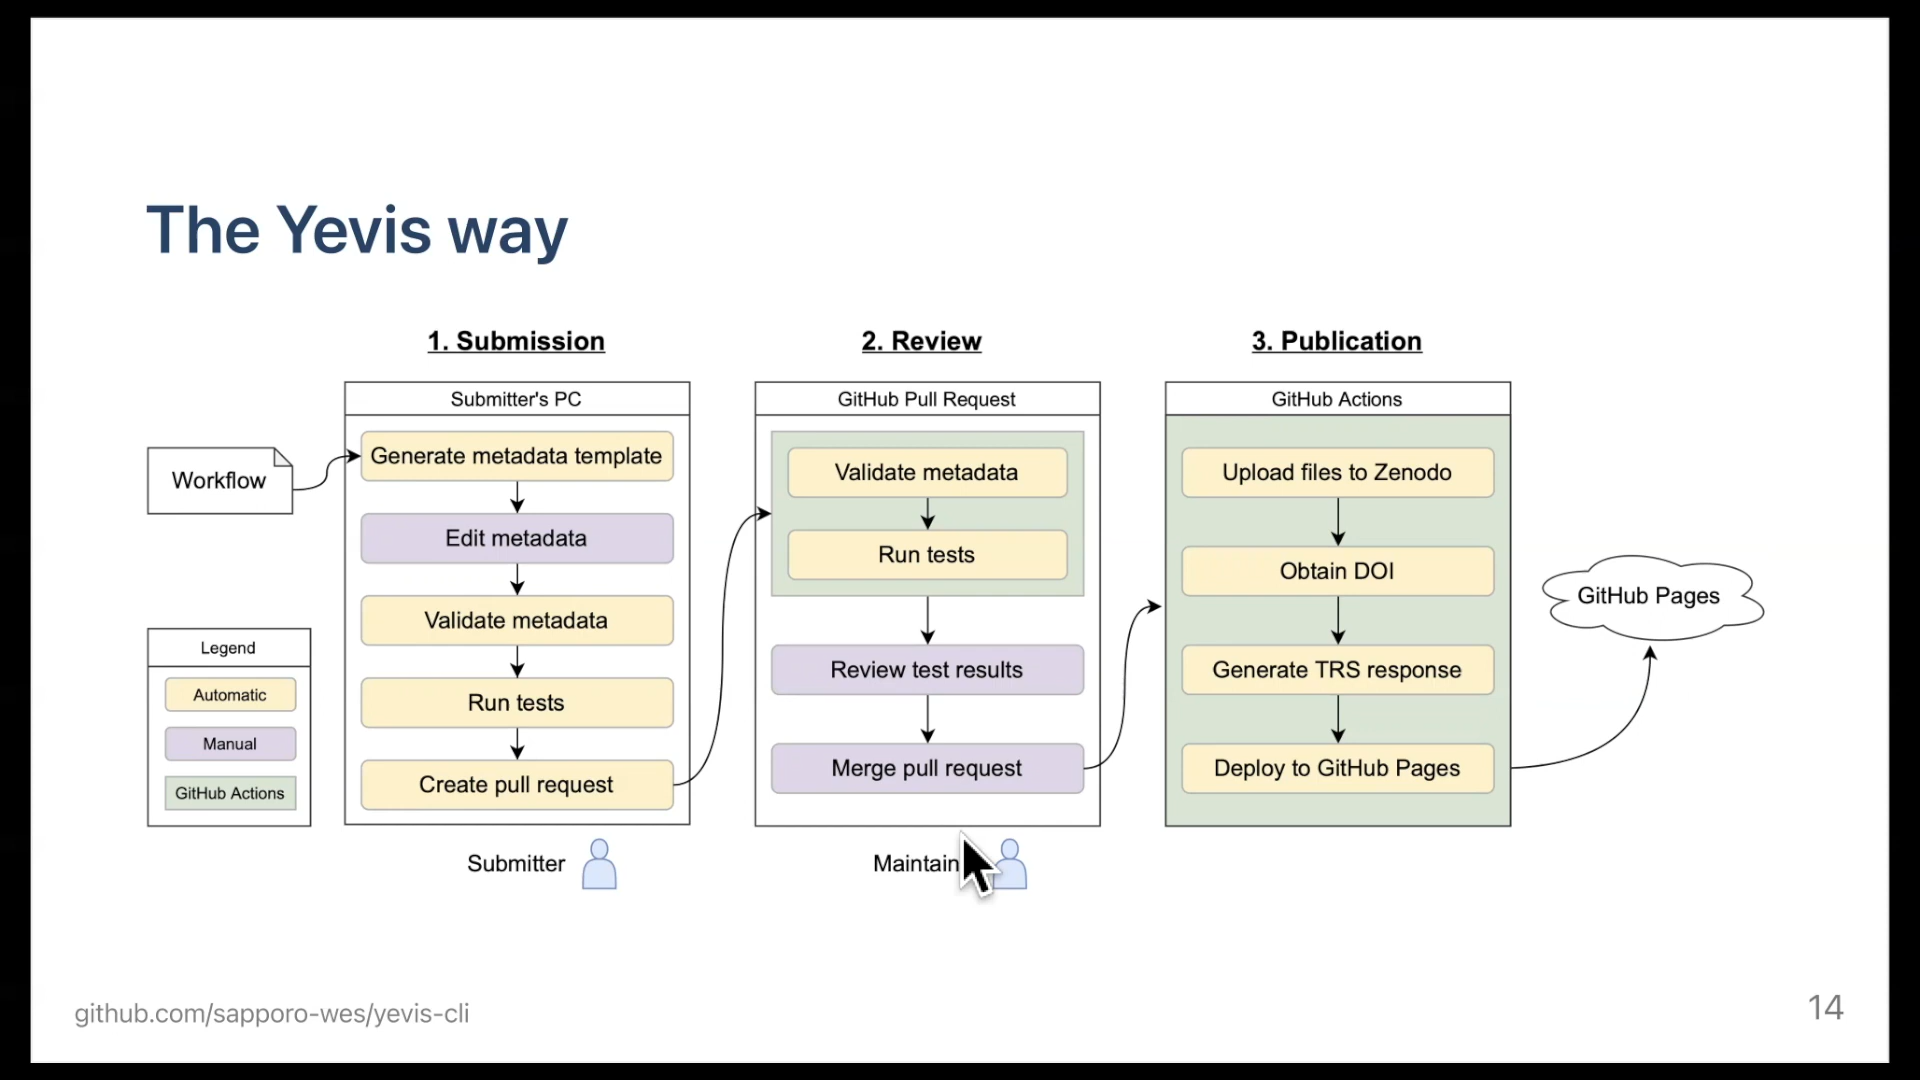 The Yevis way
1. Submission
Submitter's PC
Workflow
Generate metadata template
Edit metadata
Validate metadata
Run tests
Create pull request
Submitter
Legend
Automatic
Manual
GitHub Actions
2. Review
GitHub Pull Request
Validate metadata
Run tests
Review test results
Merge pull request
3. Publication
GitHub Actions
Upload files to Zenodo
Obtain DOI
Generate TRS response
Deploy to GitHub Pages
GitHub Pages
github.com/sapporo-wes/yevis-cli
14